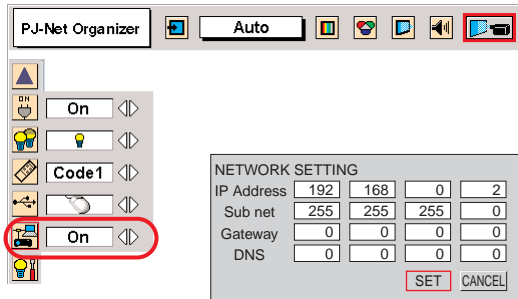 PJ-Net Organizer Auto
ON
On
Code1
On
NETWORK SETTING
IP Address 192 168 0 2
Sub net 255 255 255 0
Gateway 0 0 0 0
DNS 0 0 0 0
SET CANCEL